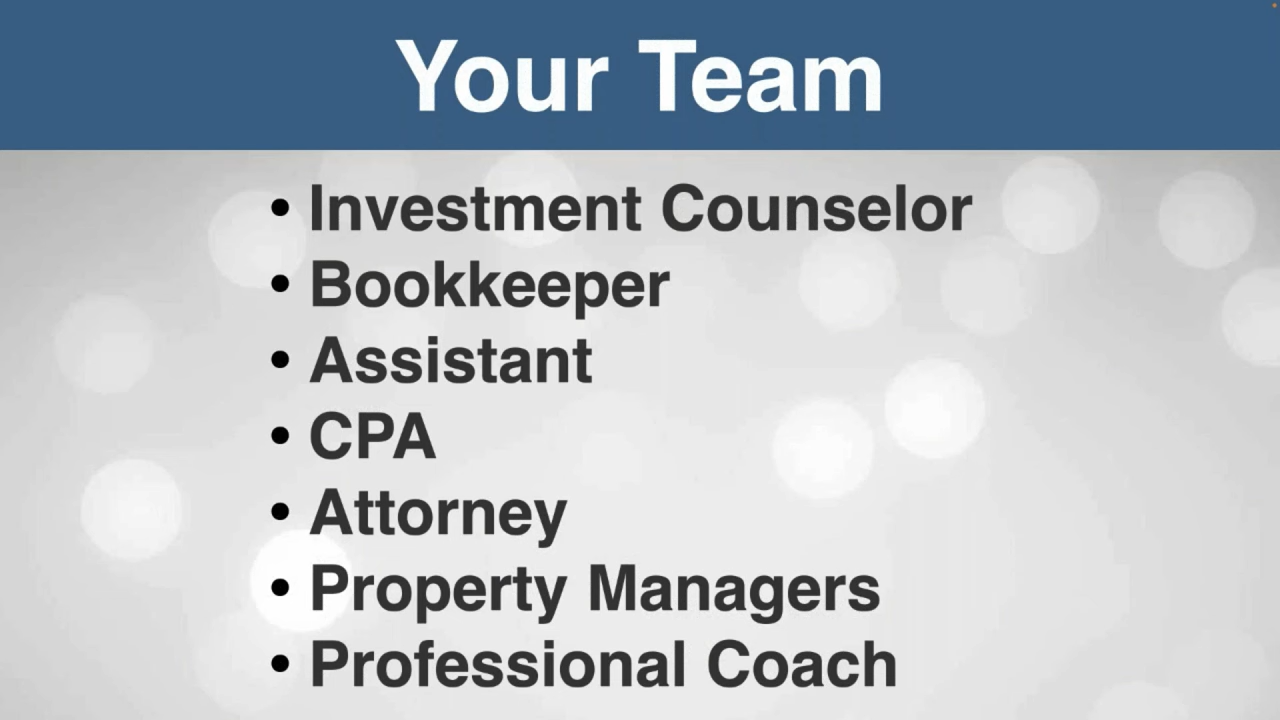 Your Team
• Investment Counselor
• Bookkeeper
• Assistant
• CPA
• Attorney
• Property Managers
• Professional Coach